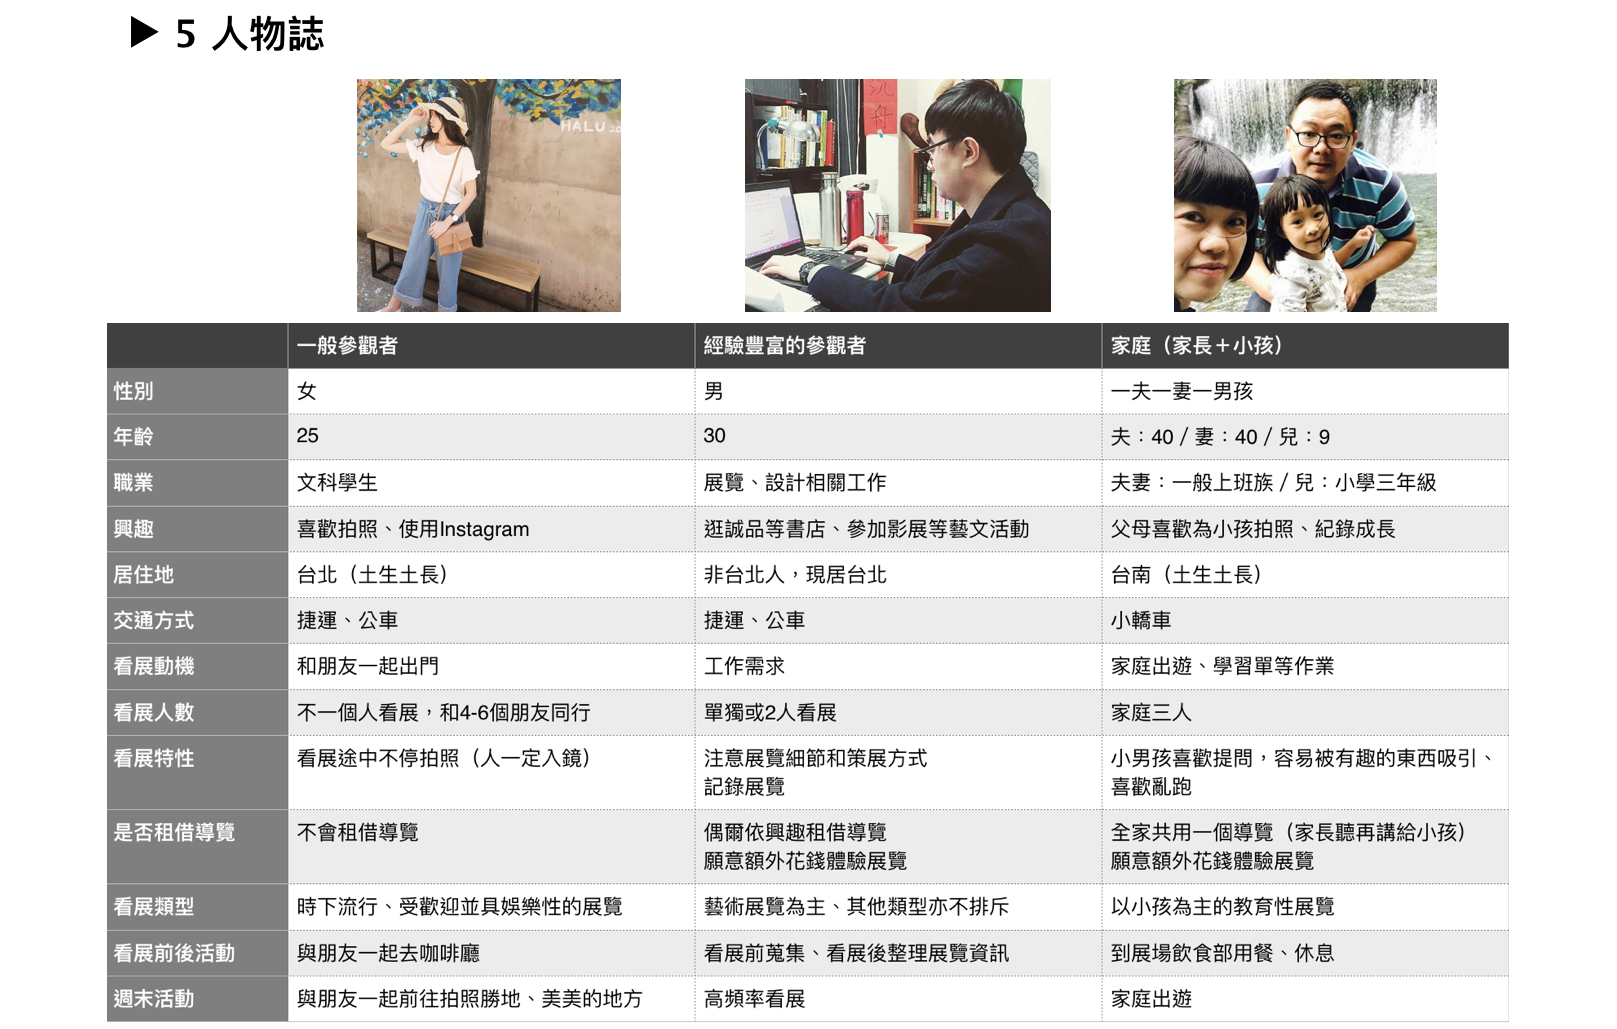 ▶ 5 人物誌
HALU 20
沉
舟
一般參觀者 經驗豐富的參觀者 家庭（家長＋小孩）
性別 女 男 一夫一妻一男孩
年齡 25 30 夫：40 / 妻：40 / 兒：9
職業 文科學生 展覽、設計相關工作 夫妻：一般上班族 / 兒：小學三年級
興趣 喜歡拍照、使用Instagram 逛誠品等書店、參加影展等藝文活動 父母喜歡為小孩拍照、紀錄成長
居住地 台北（土生土長） 非台北人，現居台北 台南（土生土長）
交通方式 捷運、公車 捷運、公車 小轎車
看展動機 和朋友一起出門 工作需求 家庭出遊、學習單等作業
看展人數 不一個人看展，和4-6個朋友同行 單獨或2人看展 家庭三人
看展特性 看展途中不停拍照（人一定入鏡） 注意展覽細節和策展方式 小男孩喜歡提問，容易被有趣的東西吸引、
記錄展覽 喜歡亂跑
是否租借導覽 不會租借導覽 偶爾依興趣租借導覽 全家共用一個導覽（家長聽再講給小孩）
願意額外花錢體驗展覽 願意額外花錢體驗展覽
看展類型 時下流行、受歡迎並具娛樂性的展覽 藝術展覽為主、其他類型亦不排斥 以小孩為主的教育性展覽
看展前後活動 與朋友一起去咖啡廳 看展前蒐集、看展後整理展覽資訊 到展場飲食部用餐、休息
週末活動 與朋友一起前往拍照勝地、美美的地方 高頻率看展 家庭出遊